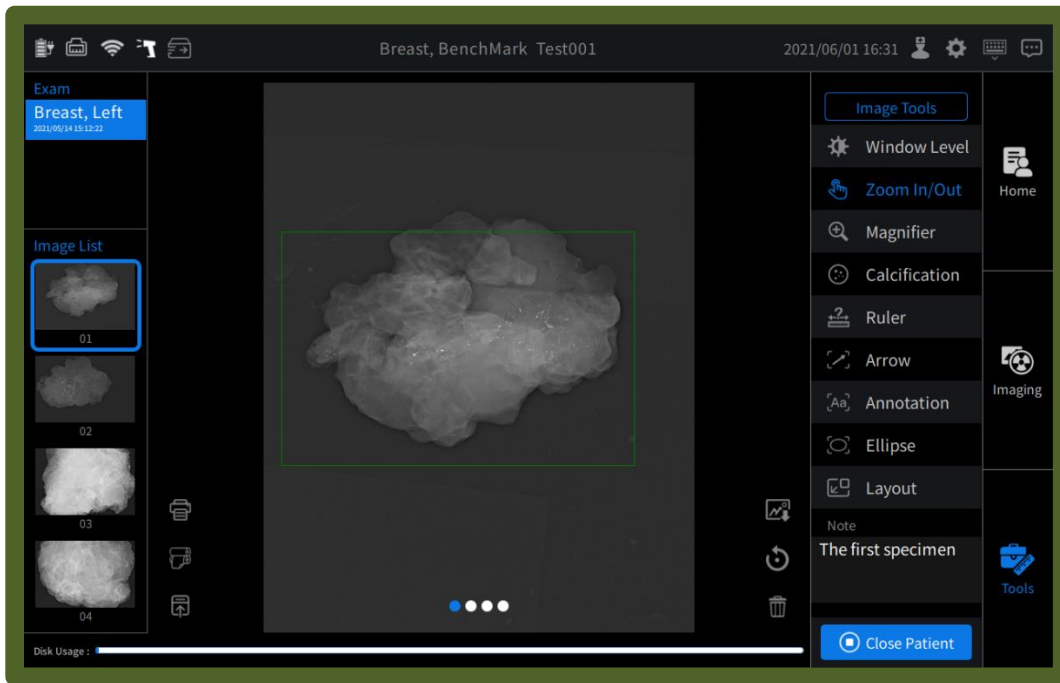 Breast, BenchMark Test001
2021/06/01 16:31
Exam
Breast, Left
2021/05/14 15:12:22
Image List
01
02
03
04
Disk Usage :
Image Tools
Window Level
Zoom In/Out
Magnifier
Calcification
Ruler
Arrow
Aa Annotation
Ellipse
Layout
Note
The first specimen
Close Patient
Home
Imaging
Tools